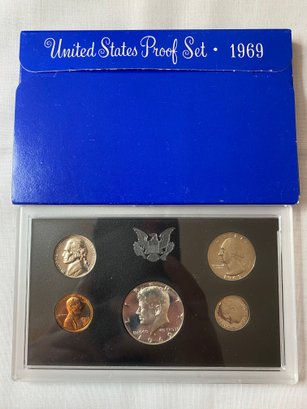 United States Proof Set · 1969